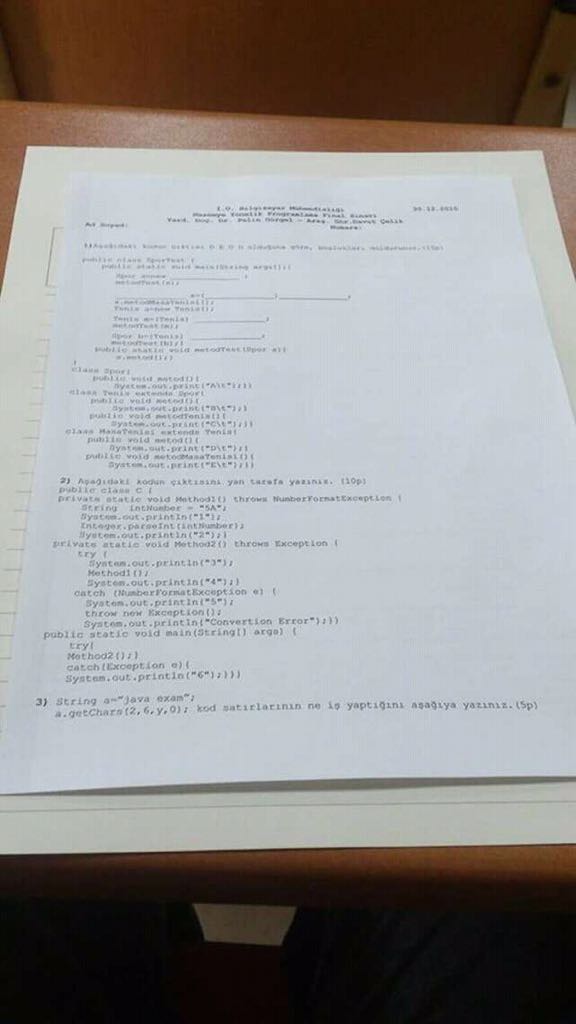 İ.Ü. Bilgisayar Mühendisliği 30.12.2010
Nesneye Yönelik Programlama Final Sınavı
Yard. Doç. Dr. Pelin Görgel - Araş. Gör. Davut Çelik
Ad Soyad: Numara:
1) Aşağıdaki kodun çıktısı D E D D olduğuna göre, boşlukları doldurunuz.
public class SporTest {
public static void main(String args[]){
Spor
metodTest(s);
a.metodMasaTenisi();
Tenis a=new Tenis();
Tenis m=(Tenis)
metodTest(m);
Spor b=(Tenis)
metodTest(b);}
public static void metodTest(Spor s){
s.metod();}
}
class Spor{
public void metod(){
System.out.print("A\t");}}
class Tenis extends Spor{
public void metod(){
System.out.print("B\t");}
public void metodTenis(){
System.out.print("C\t");}}
class MasaTenisi extends Tenis{
public void metod(){
System.out.print("D\t");}
public void metodMasaTenisi(){
System.out.print("E\t");}}
2) Aşağıdaki kodun çıktısını yan tarafa yazınız. (10p)
public class C {
private static void Method1() throws NumberFormatException {
String intNumber = "5A";
System.out.println("1");
Integer.parseInt(intNumber);
System.out.println("2");}
private static void Method2() throws Exception {
try {
System.out.println("3");
Method1();
System.out.println("4");}
catch (NumberFormatException e) {
System.out.println("5");
throw new Exception();
System.out.println("Convertion Error");}}
public static void main(String[] args) {
try{
Method2();}
catch(Exception e){
System.out.println("6");}}}
3) String a="java exam";
a.getChars(2,6,y,0); kod satırlarının ne iş yaptığını aşağıya yazınız.(5p)